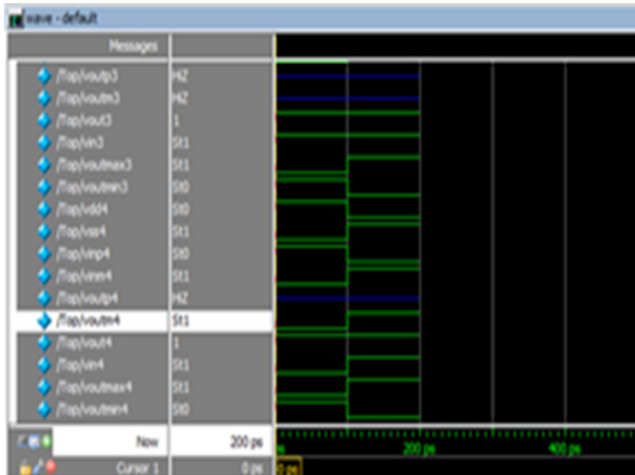 wave - default
Messages
/Top/voutp3 HiZ
/Top/voutm3 HiZ
/Top/vout3 1
/Top/vin3 St1
/Top/voutmax3 St1
/Top/voutmin3 St0
/Top/vdd4 St0
/Top/vss4 St1
/Top/vinp4 St0
/Top/vinm4 St1
/Top/voutp4 HiZ
/Top/voutm4 St1
/Top/vout4 1
/Top/vin4 St1
/Top/voutmax4 St1
/Top/voutmin4 St0
Now 200 ps 200 ps 400 ps
Cursor 1 0 ps 0 ps